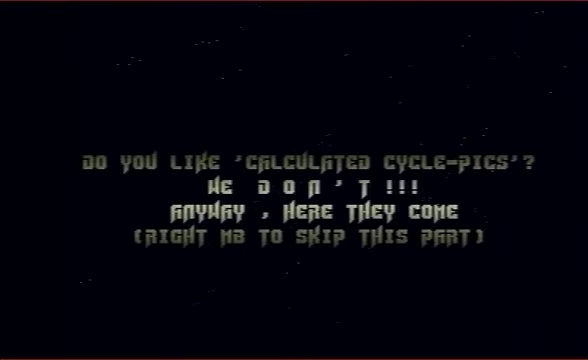 DO YOU LIKE 'CALCULATED CYCLE-PICS'?
WE D O N ' T !!!
ANYWAY , HERE THEY COME
(RIGHT MB TO SKIP THIS PART)